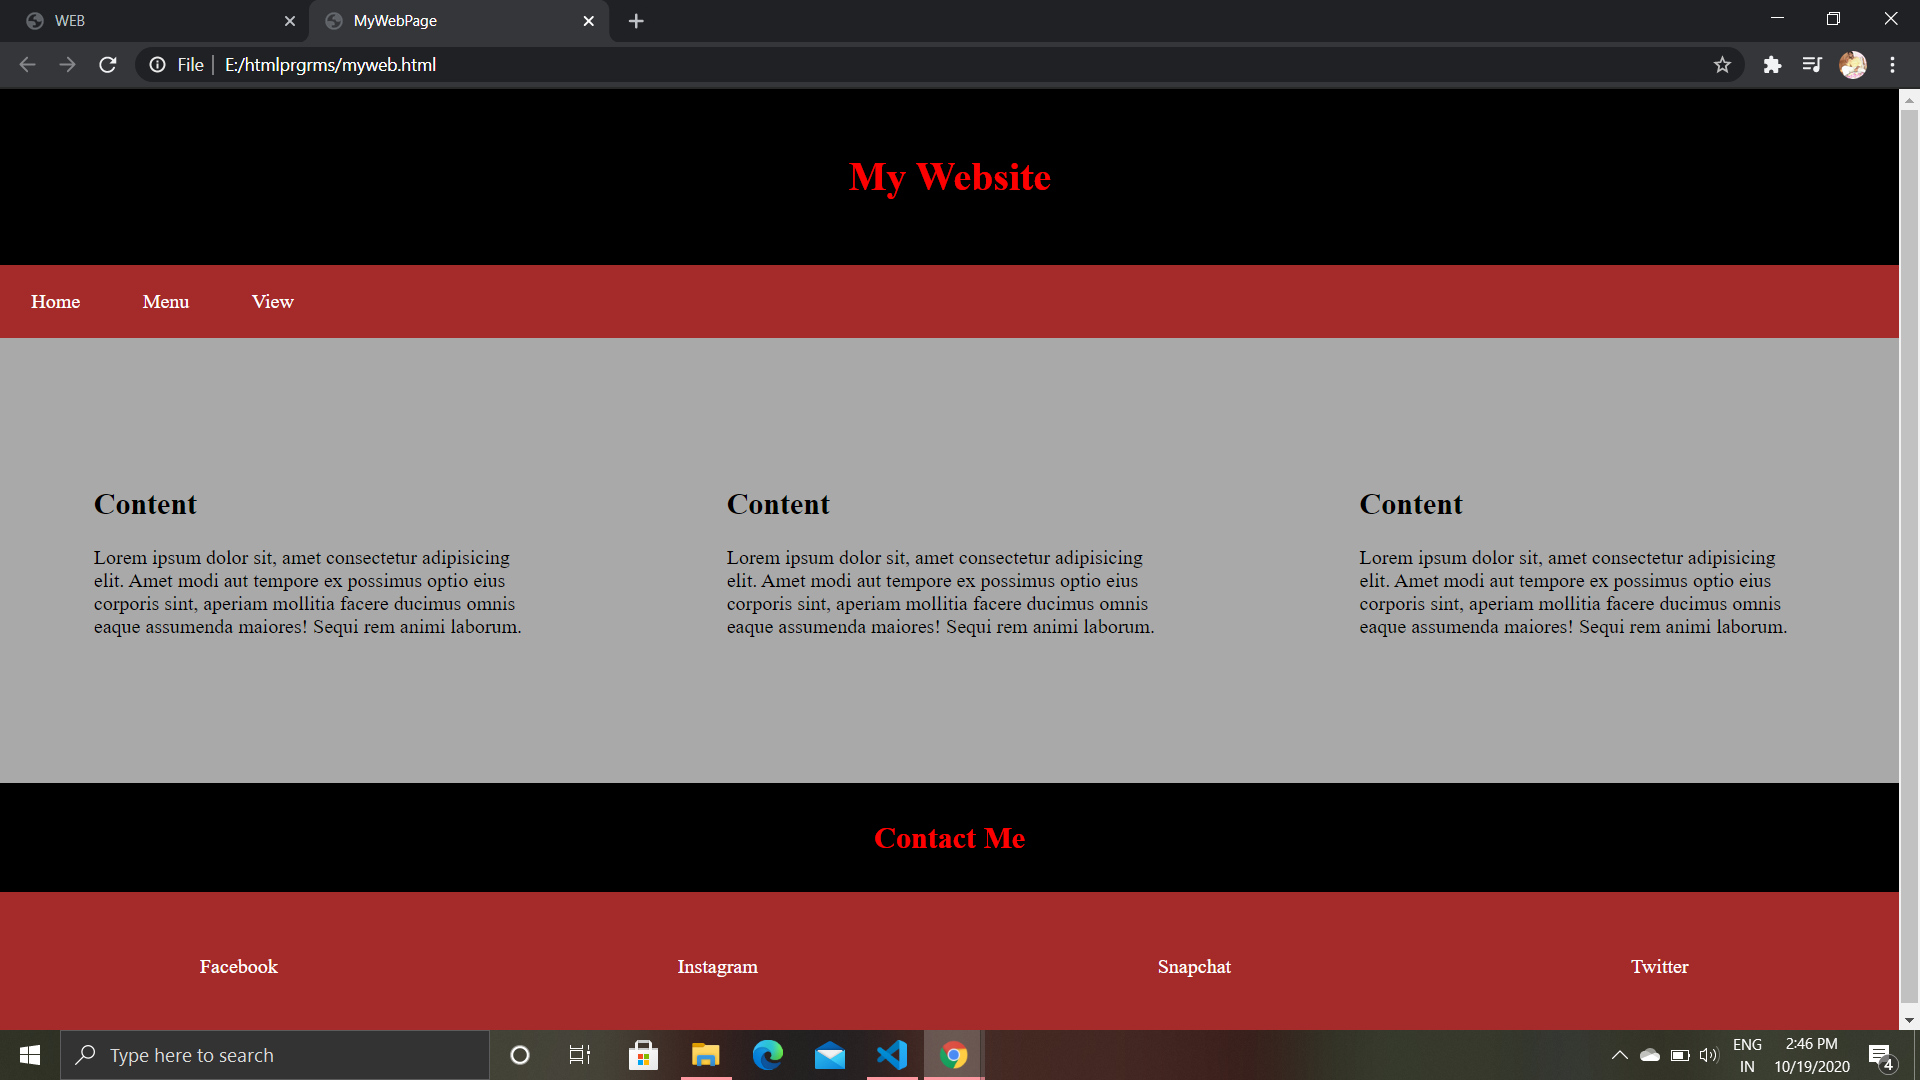 WEB
MyWebPage
File
E:/htmlprgrms/myweb.html
My Website
Home
Menu
View
Content
Lorem ipsum dolor sit, amet consectetur adipisicing
elit. Amet modi aut tempore ex possimus optio eius
corporis sint, aperiam mollitia facere ducimus omnis
eaque assumenda maiores! Sequi rem animi laborum.
Content
Lorem ipsum dolor sit, amet consectetur adipisicing
elit. Amet modi aut tempore ex possimus optio eius
corporis sint, aperiam mollitia facere ducimus omnis
eaque assumenda maiores! Sequi rem animi laborum.
Content
Lorem ipsum dolor sit, amet consectetur adipisicing
elit. Amet modi aut tempore ex possimus optio eius
corporis sint, aperiam mollitia facere ducimus omnis
eaque assumenda maiores! Sequi rem animi laborum.
Contact Me
Facebook
Instagram
Snapchat
Twitter
Type here to search
ENG
IN
2:46 PM
10/19/2020
4